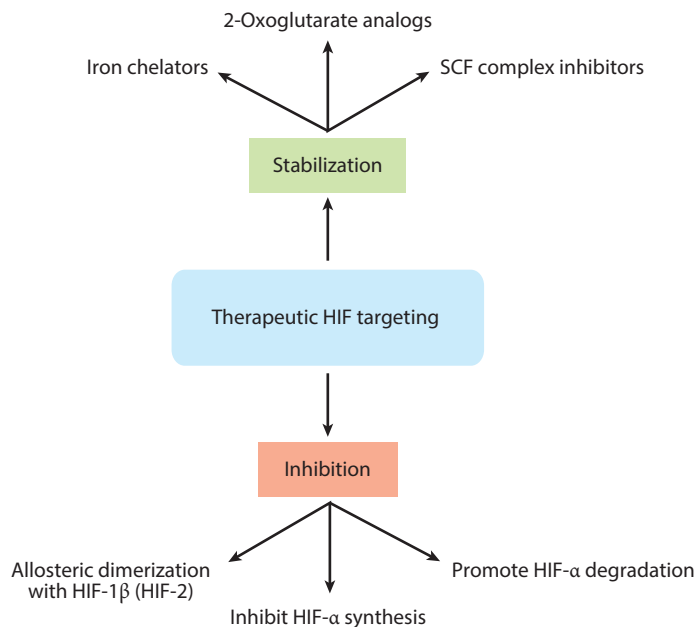 2-Oxoglutarate analogs
Iron chelators
SCF complex inhibitors
Stabilization
Therapeutic HIF targeting
Inhibition
Allosteric dimerization
with HIF-1β (HIF-2)
Promote HIF-α degradation
Inhibit HIF-α synthesis